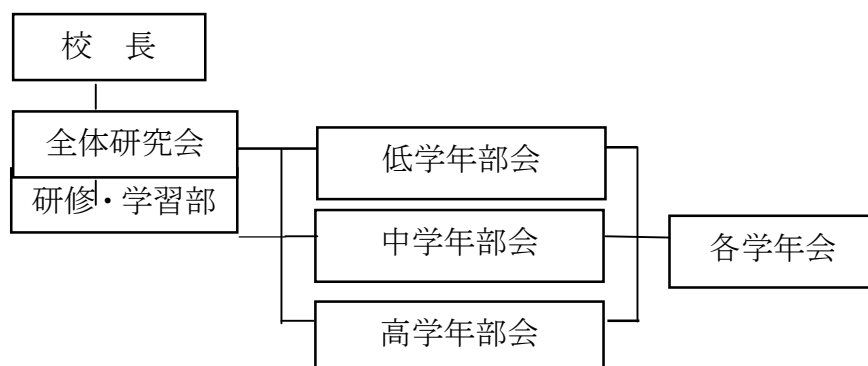 校　長
全体研究会
研修・学習部
低学年部会
中学年部会
高学年部会
各学年会